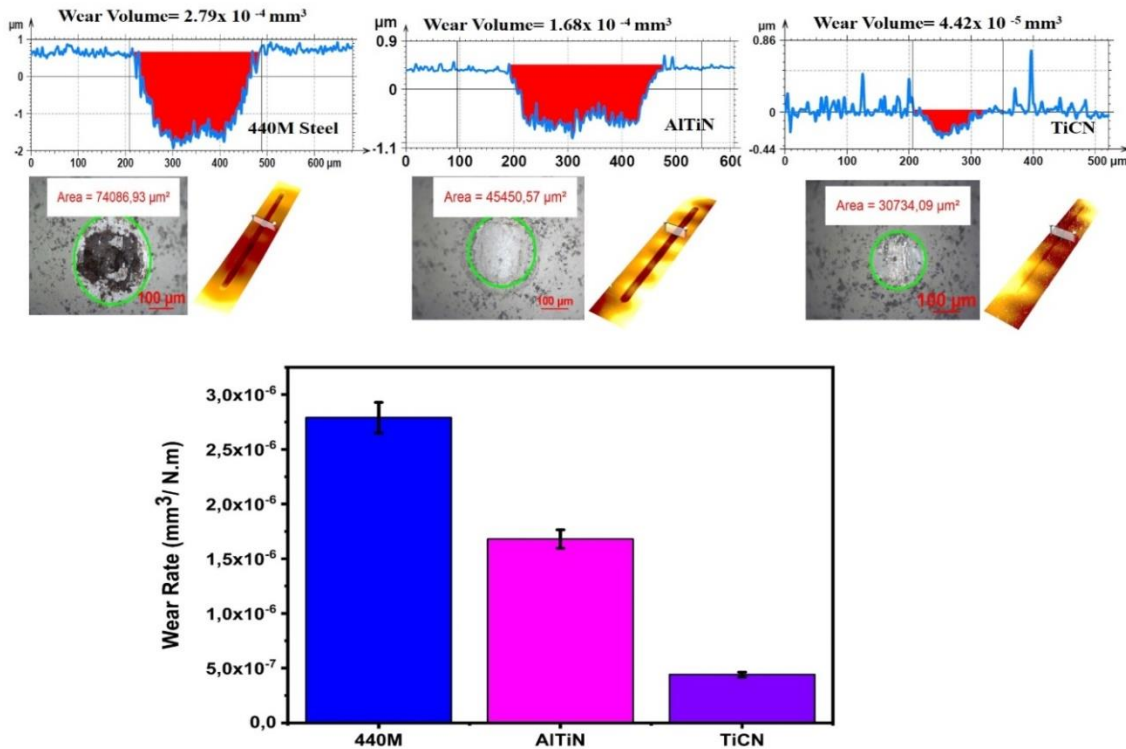 Wear Volume= 2.79x 10 ⁻⁴ mm³
µm
1
0
-1
-2
440M Steel
0 100 200 300 400 500 600 µm
Area = 74086,93 µm²
100 µm
Wear Volume= 1.68x 10 ⁻⁴ mm³
µm
0.9
0
-1.1
AlTiN
0 100 200 300 400 500 600 µm
Area = 45450,57 µm²
100 µm
Wear Volume= 4.42x 10 ⁻⁵ mm³
µm
0.86
0
-0.44
TiCN
0 100 200 300 400 500 µm
Area = 30734,09 µm²
100 µm
Wear Rate (mm³/ N.m)
3,0x10⁻⁶
2,5x10⁻⁶
2,0x10⁻⁶
1,5x10⁻⁶
1,0x10⁻⁶
5,0x10⁻⁷
0,0
440M AlTiN TiCN